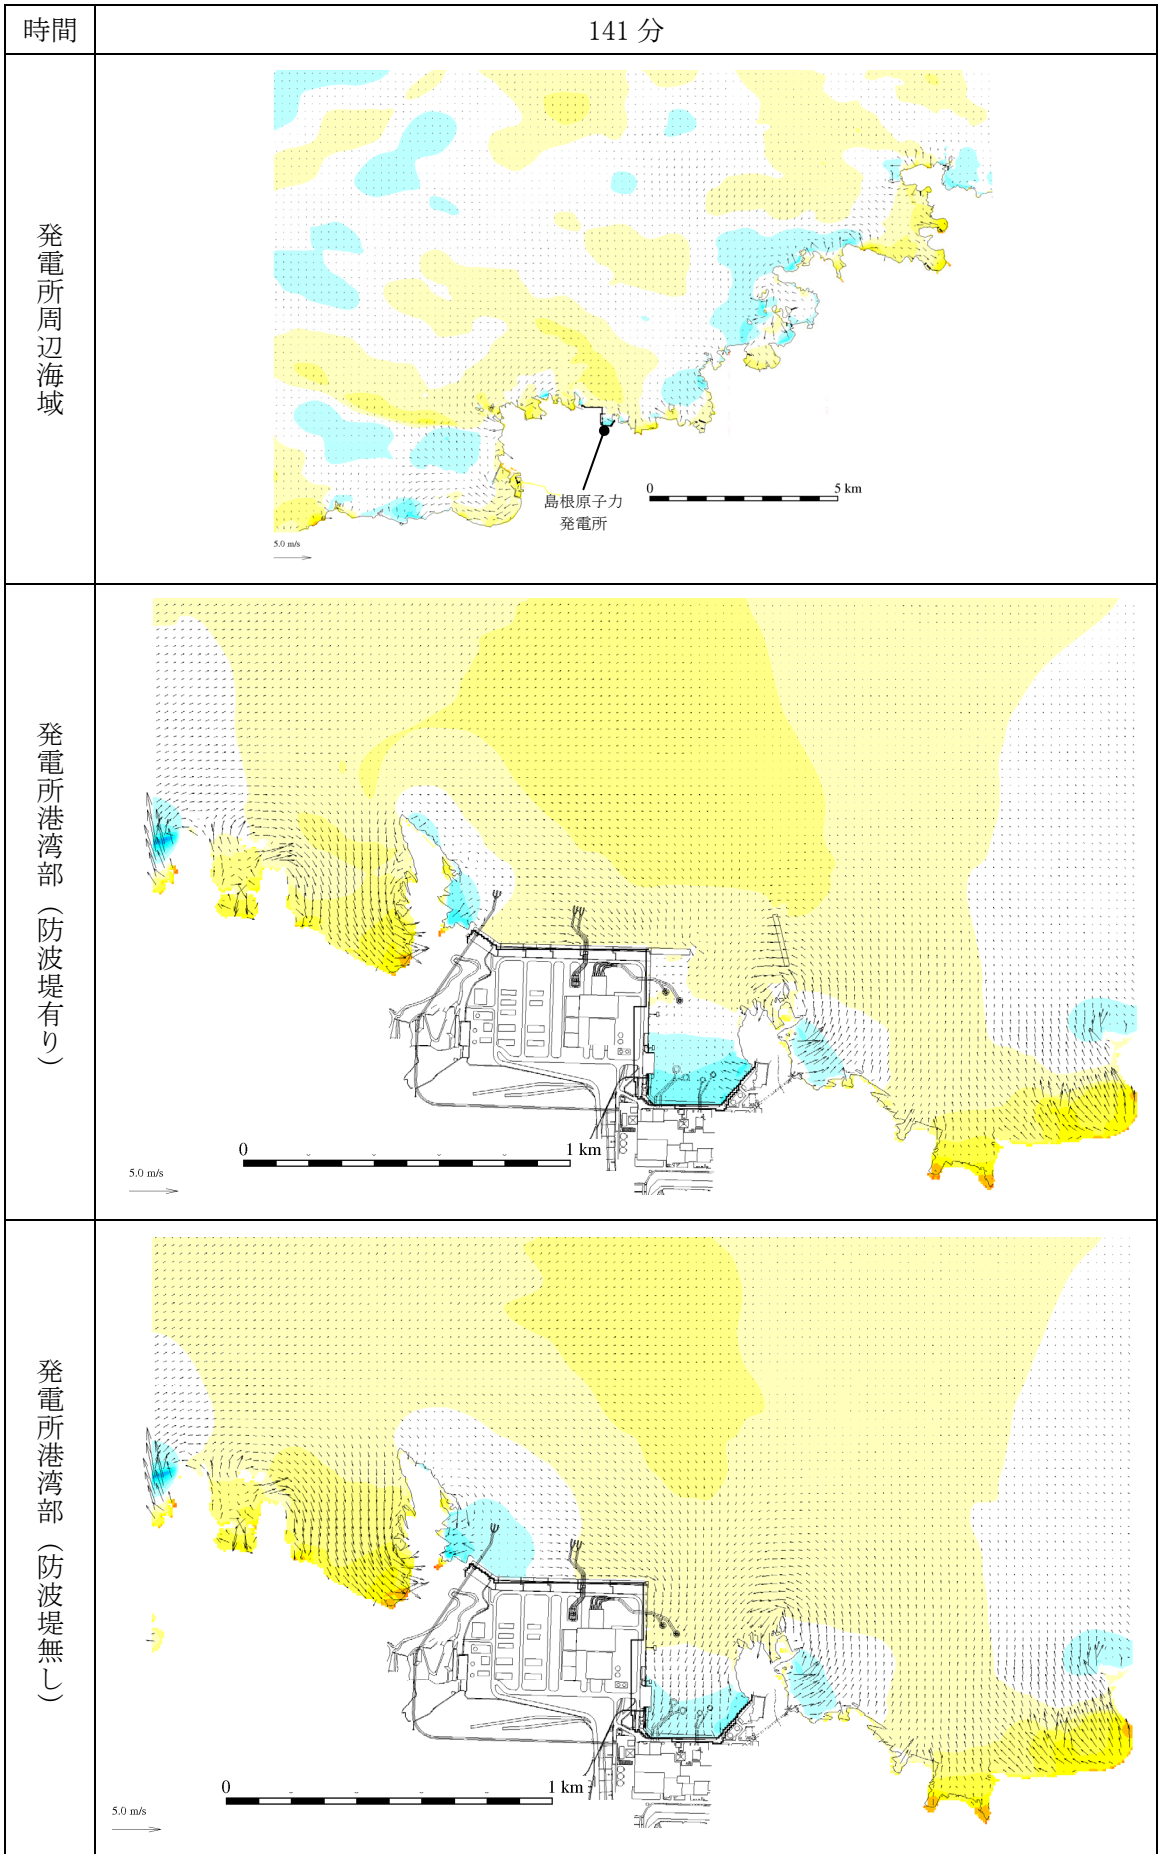 時間
141 分
発電所周辺海域
島根原子力
発電所
0 5 km
5.0 m/s
発電所港湾部（防波堤有り）
0 1 km
5.0 m/s
発電所港湾部（防波堤無し）
0 1 km
5.0 m/s